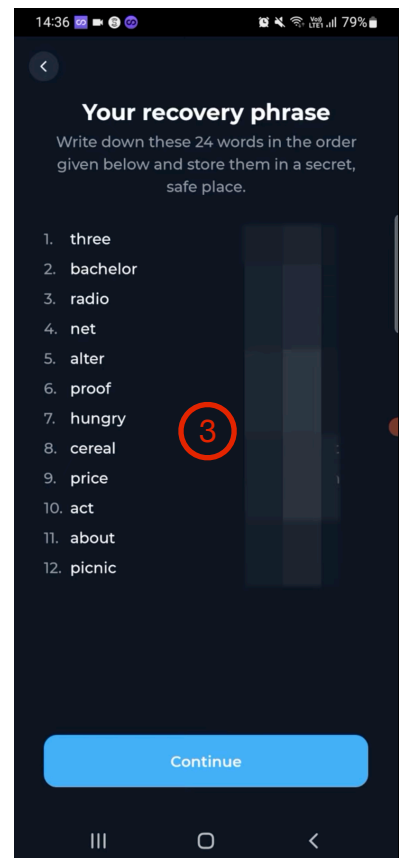 14:36 79%
Your recovery phrase
Write down these 24 words in the order
given below and store them in a secret,
safe place.
1. three
2. bachelor
3. radio
4. net
5. alter
6. proof
7. hungry
3
8. cereal
9. price
10. act
11. about
12. picnic
Continue